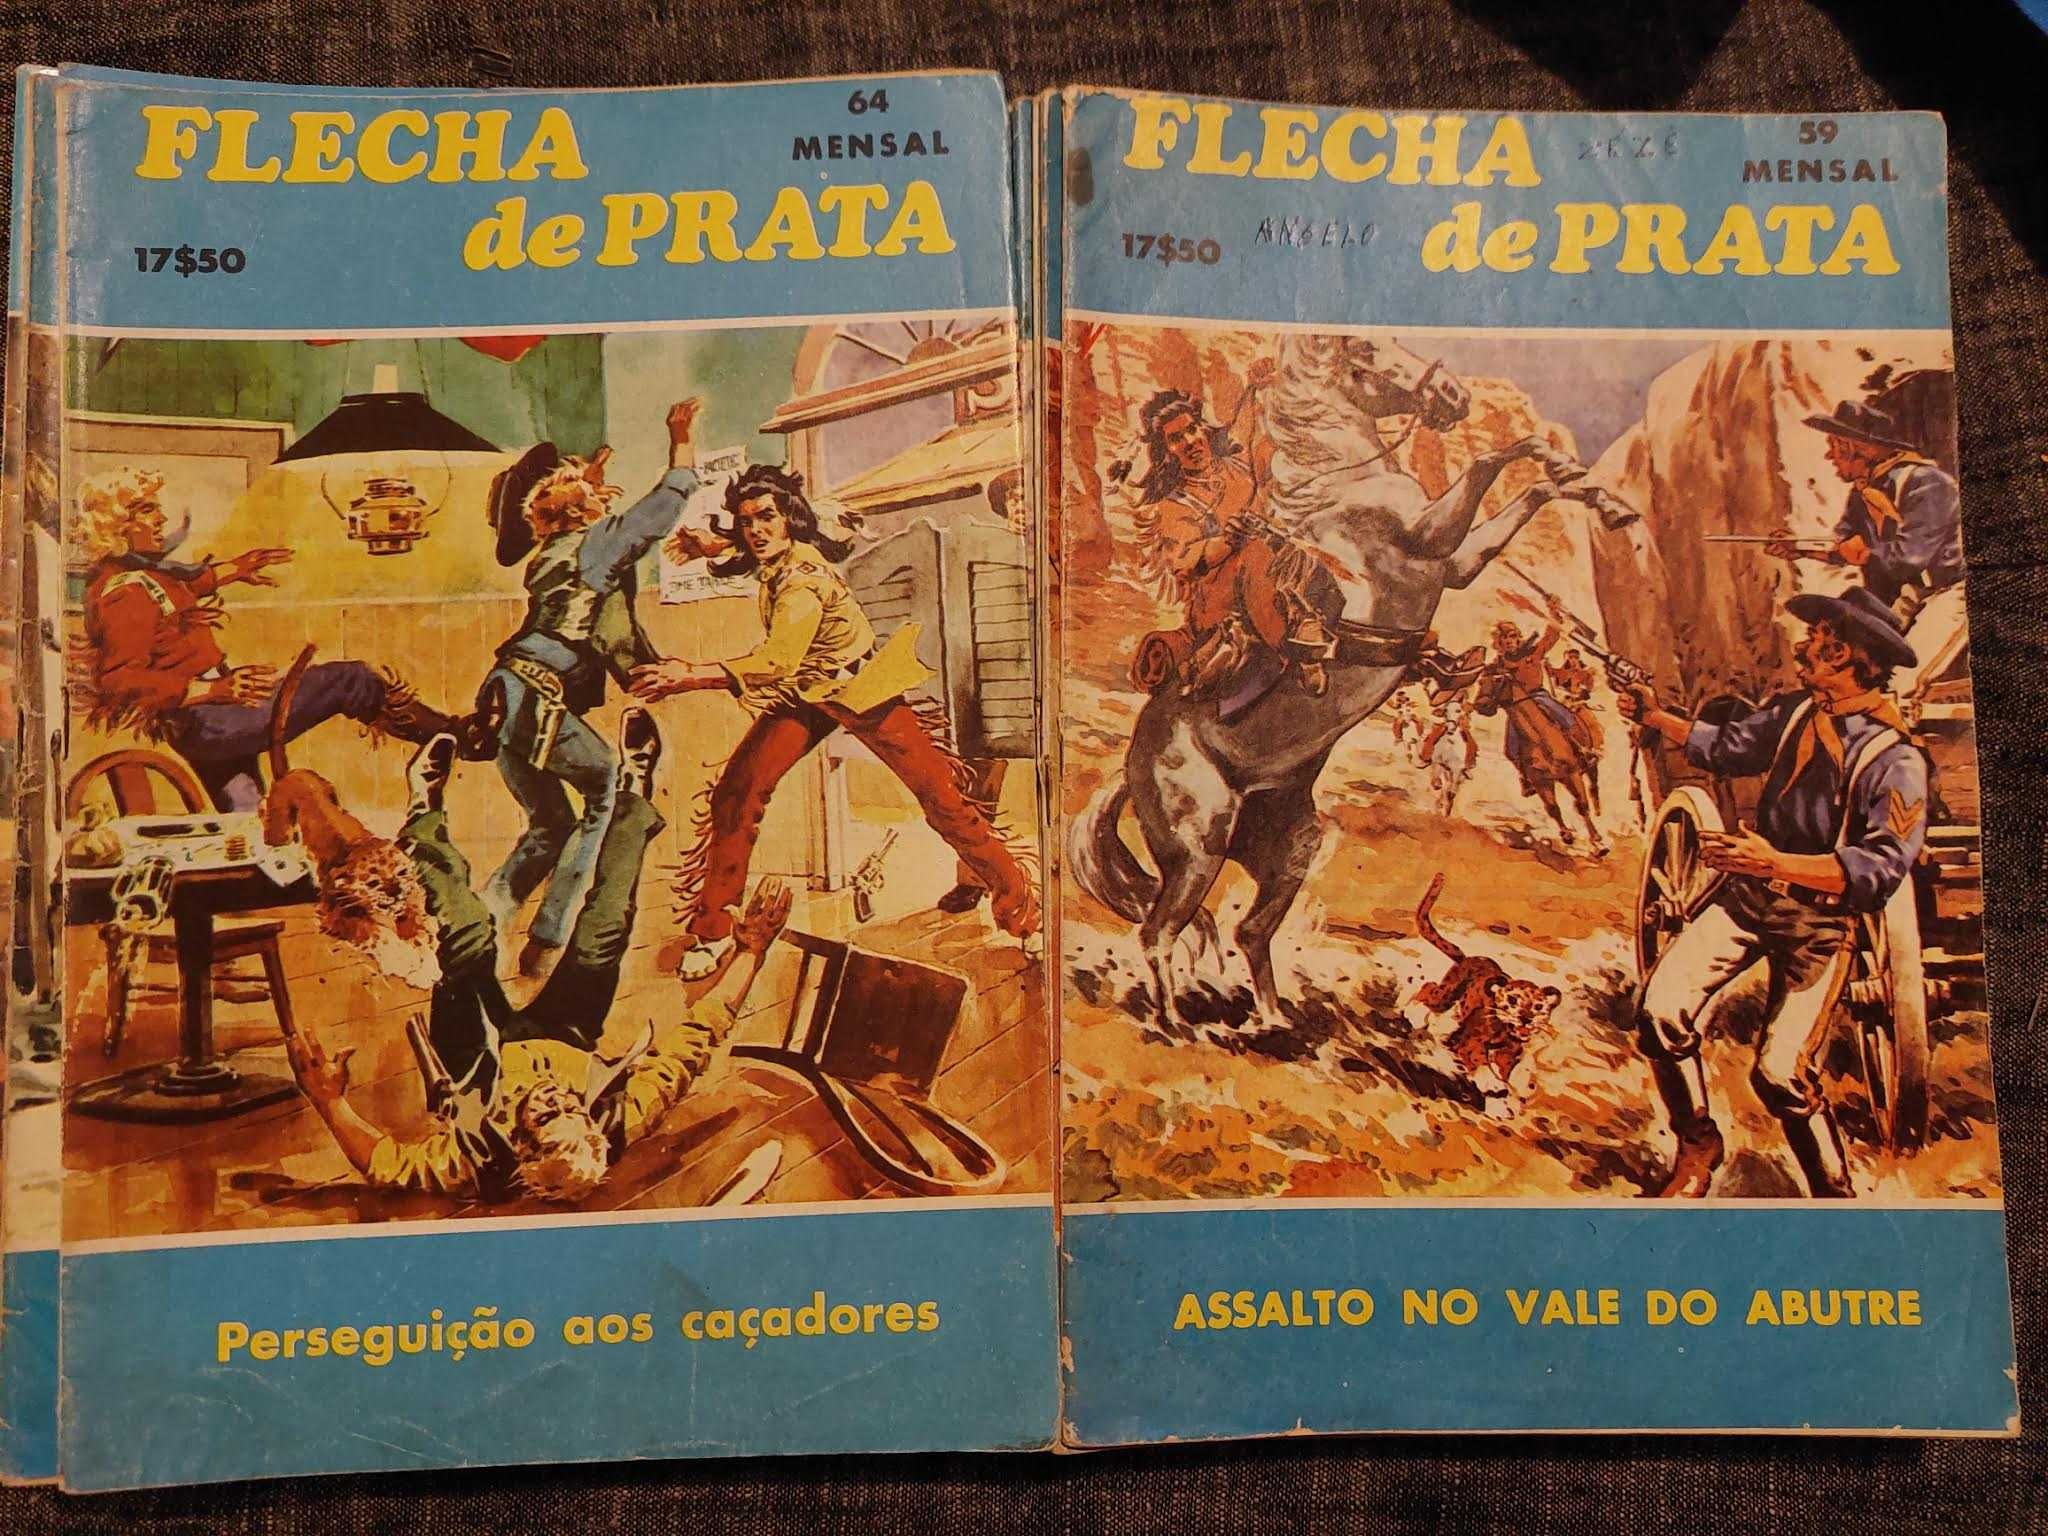 FLECHA
de PRATA
64
MENSAL
17$50
Perseguição aos caçadores
FLECHA
de PRATA
ZÉZÉ
59
MENSAL
17$50
ANGELO
ASSALTO NO VALE DO ABUTRE